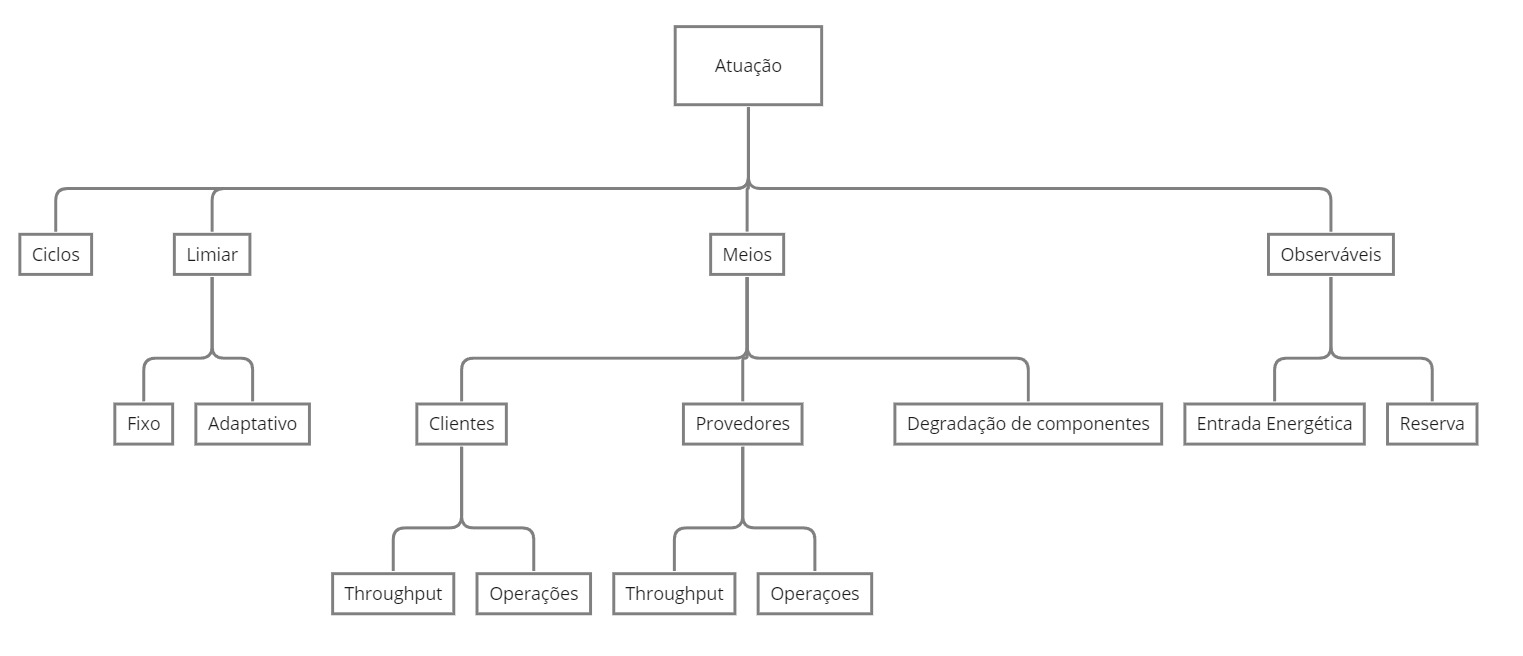 Atuação
Ciclos
Limiar
Meios
Observáveis
Fixo
Adaptativo
Clientes
Provedores
Degradação de componentes
Entrada Energética
Reserva
Throughput
Operações
Throughput
Operaçoes